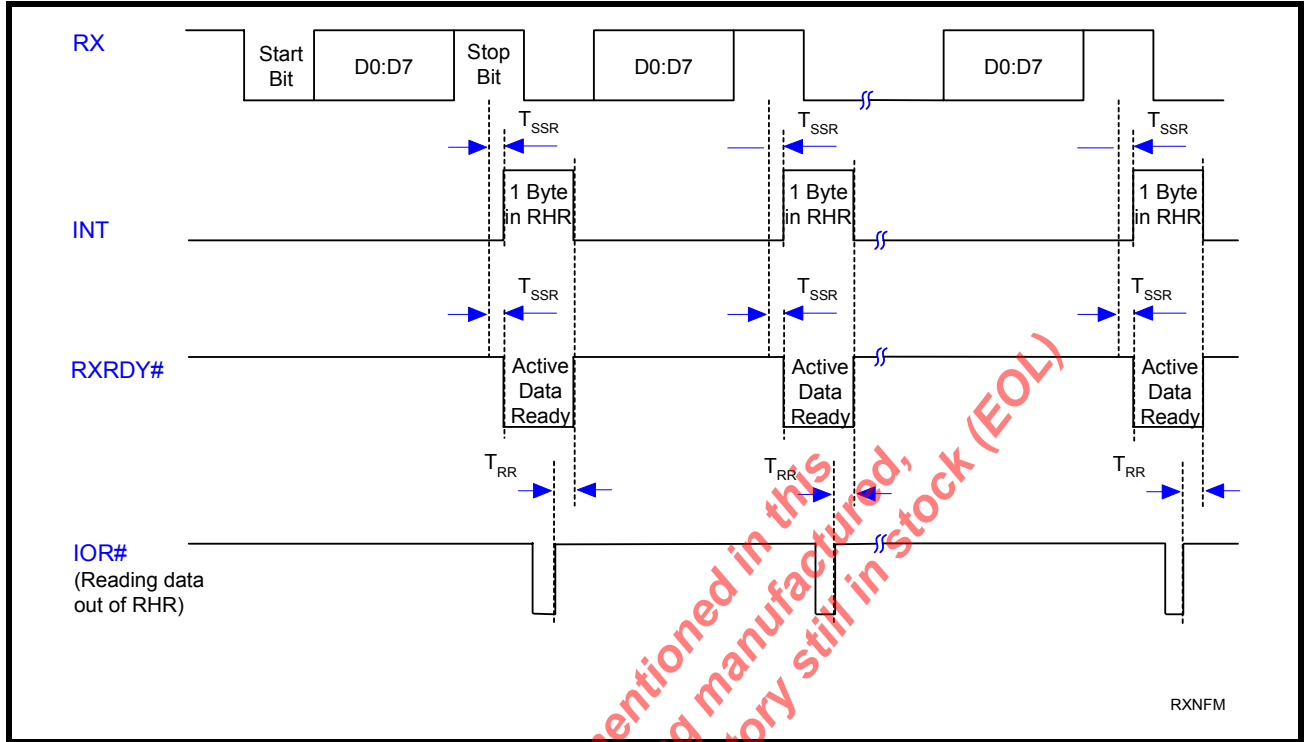 RX
Start
Bit
D0:D7
Stop
Bit
D0:D7
D0:D7
TSSR
TSSR
TSSR
INT
1 Byte
in RHR
1 Byte
in RHR
1 Byte
in RHR
TSSR
TSSR
TSSR
RXRDY#
Active
Data
Ready
Active
Data
Ready
Active
Data
Ready
TRR
TRR
TRR
IOR#
(Reading data
out of RHR)
mentioned in this
manufactured,
still in stock (EOL)
RXNFM